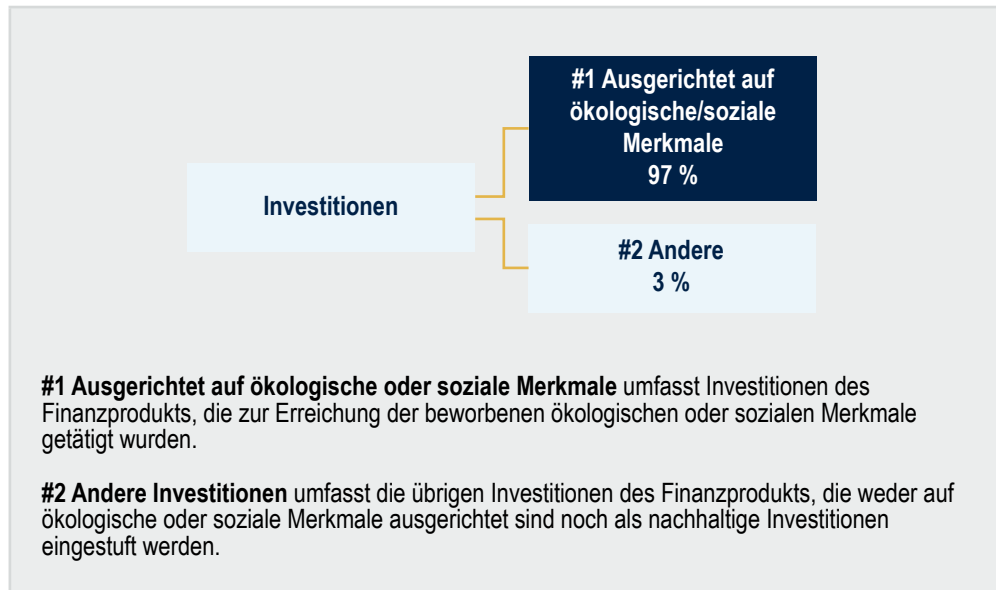 #1 Ausgerichtet auf
ökologische/soziale
Merkmale
97 %
Investitionen
#2 Andere
3 %
#1 Ausgerichtet auf ökologische oder soziale Merkmale umfasst Investitionen des
Finanzprodukts, die zur Erreichung der beworbenen ökologischen oder sozialen Merkmale
getätigt wurden.
#2 Andere Investitionen umfasst die übrigen Investitionen des Finanzprodukts, die weder auf
ökologische oder soziale Merkmale ausgerichtet sind noch als nachhaltige Investitionen
eingestuft werden.